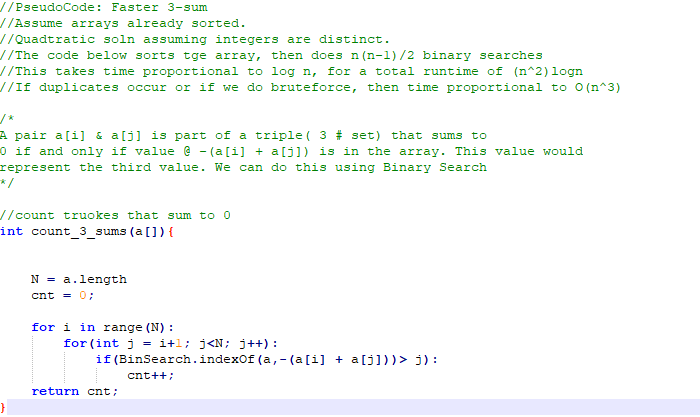 //PseudoCode: Faster 3-sum
//Assume arrays already sorted.
//Quadtratic soln assuming integers are distinct.
//The code below sorts tge array, then does n(n-1)/2 binary searches
//This takes time proportional to log n, for a total runtime of (n^2)logn
//If duplicates occur or if we do bruteforce, then time proportional to O(n^3)
/*
A pair a[i] & a[j] is part of a triple( 3 # set) that sums to
0 if and only if value @ -(a[i] + a[j]) is in the array. This value would
represent the third value. We can do this using Binary Search
*/
//count truokes that sum to 0
int count_3_sums(a[]){
N = a.length
cnt = 0;
for i in range(N):
for(int j = i+1; j<N; j++):
if(BinSearch.indexOf(a,-(a[i] + a[j]))> j):
cnt++;
return cnt;
}